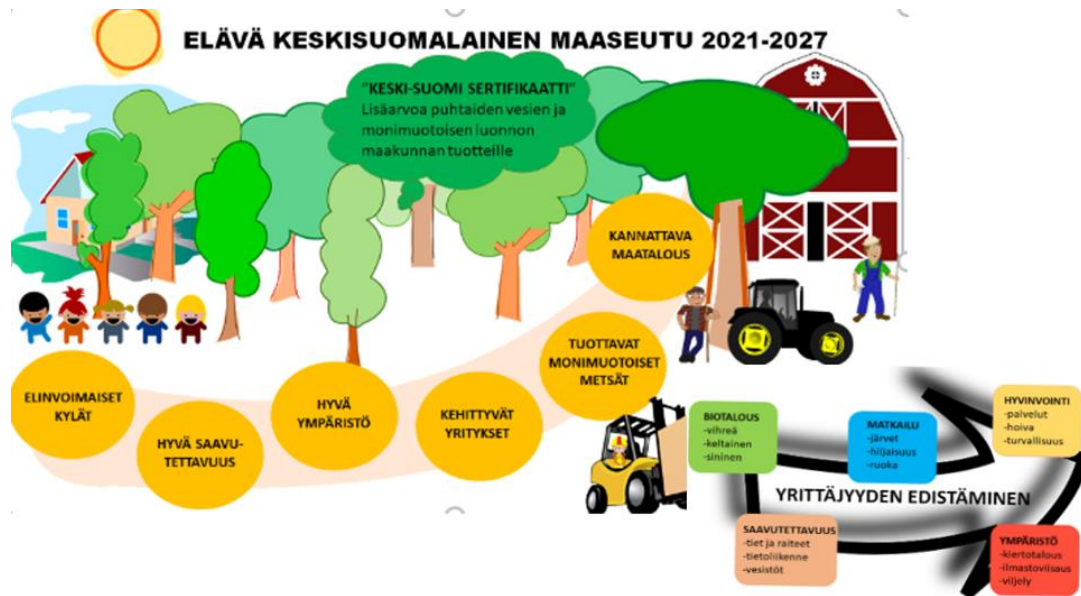 ELÄVÄ KESKISUOMALAINEN MAASEUTU 2021-2027
"KESKI-SUOMI SERTIFIKAATTI"
Lisäarvoa puhtaiden vesien ja
monimuotoisen luonnon
maakunnan tuotteille
KANNATTAVA
MAATALOUS
TUOTTAVAT
MONIMUOTOISET
METSÄT
ELINVOIMAISET
KYLÄT
HYVÄ SAAVU-
TETTAVUUS
HYVÄ
YMPÄRISTÖ
KEHITTYVÄT
YRITYKSET
BIOTALOUS
-vihreä
-keltainen
-sininen
MATKAILU
-järvet
-hiljaisuus
-ruoka
HYVINVOINTI
-palvelut
-hoiva
-turvallisuus
YRITTÄJYYDEN EDISTÄMINEN
SAAVUTETTAVUUS
-tiet ja raiteet
-tietoliikenne
-vesistöt
YMPÄRISTÖ
-kiertotalous
-ilmastoviisaus
-viljely